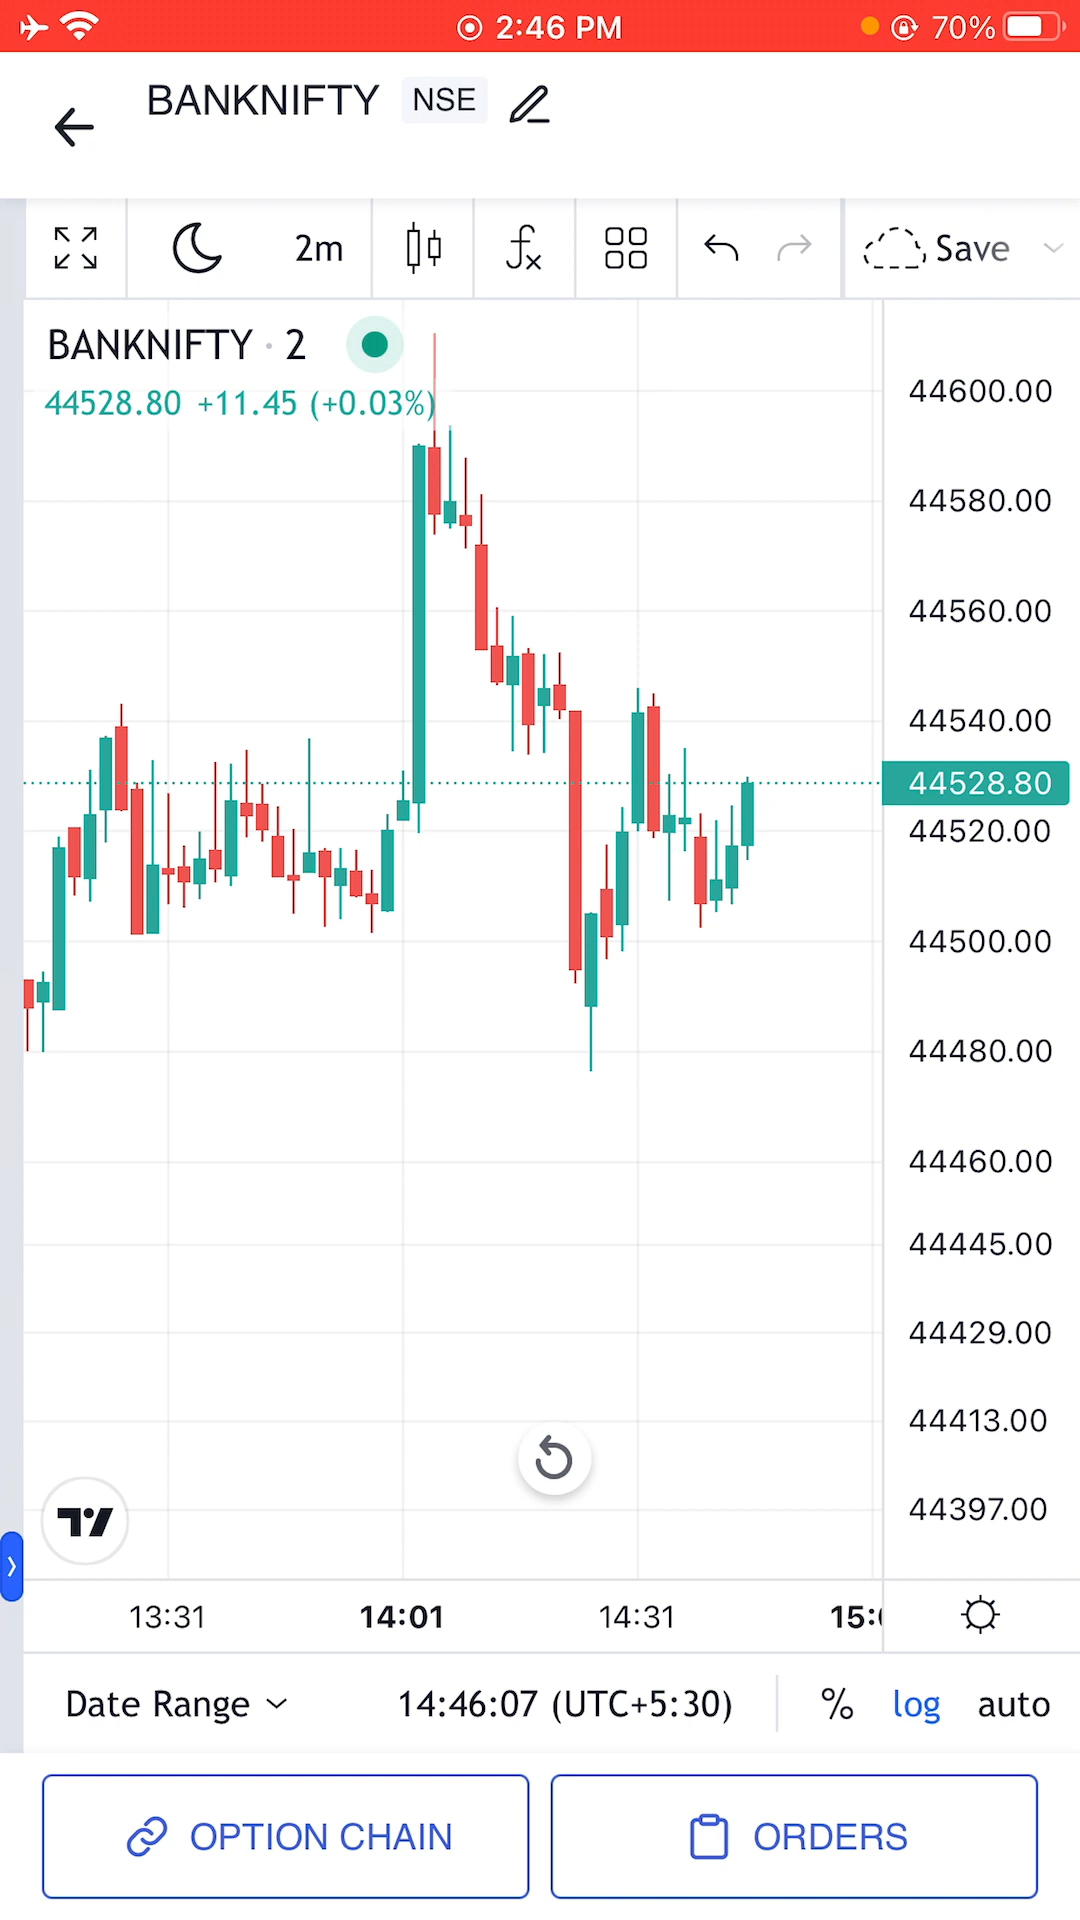 2:46 PM
70%
BANKNIFTY NSE
2m
Save
BANKNIFTY · 2
44528.80 +11.45 (+0.03%)
44600.00
44580.00
44560.00
44540.00
44528.80
44520.00
44500.00
44480.00
44460.00
44445.00
44429.00
44413.00
44397.00
13:31 14:01 14:31 15:
Date Range 14:46:07 (UTC+5:30) % log auto
OPTION CHAIN ORDERS